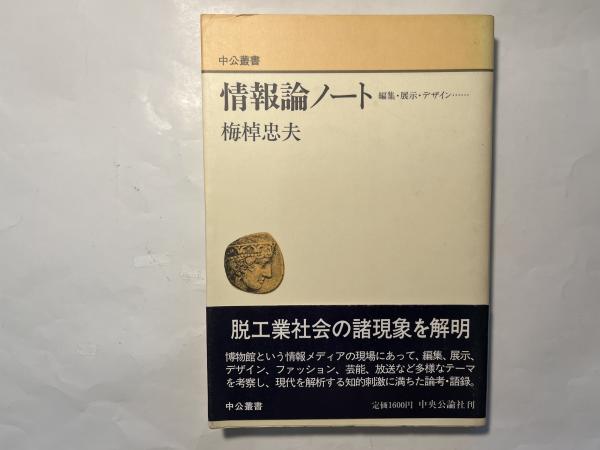 中公叢書
情報論ノート 編集・展示・デザイン……
梅棹忠夫
脱工業社会の諸現象を解明
博物館という情報メディアの現場にあって、編集、展示、
デザイン、ファッション、芸能、放送など多様なテーマ
を考察し、現代を解析する知的刺激に満ちた論考・語録。
中公叢書 定価1600円 中央公論社刊